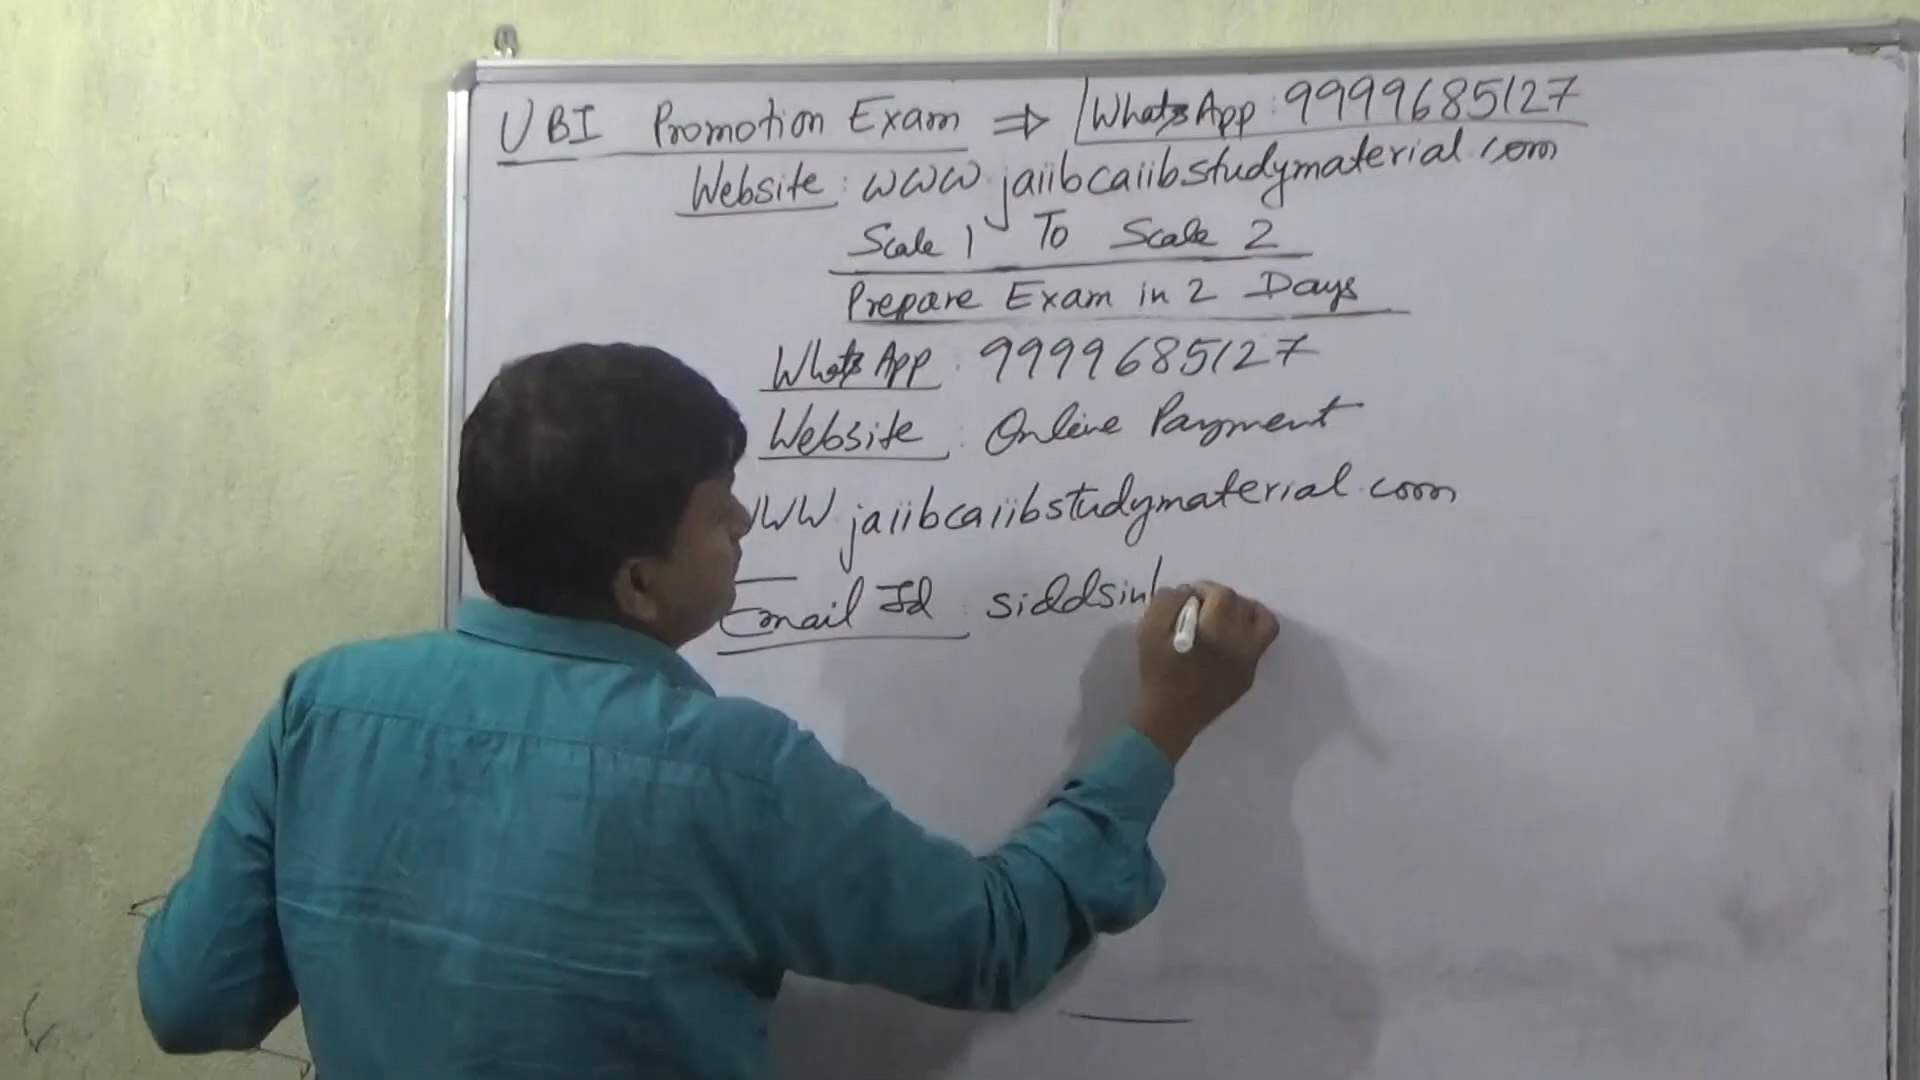 UBI Promotion Exam ⇒ WhatsApp : 9999685127
Website : www.jaiibcaiibstudymaterial.com
Scale 1 To Scale 2
Prepare Exam in 2 Days
WhatsApp : 9999685127
Website : Online Payment
WWW.jaiibcaiibstudymaterial.com
Email Id : siddsin